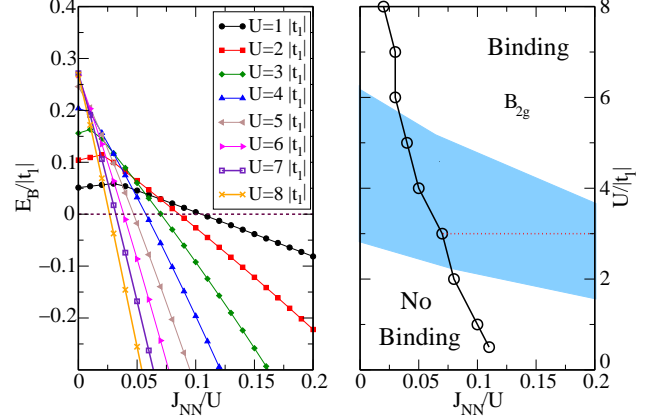 0.4
0.3
0.2
0.1
0
−0.1
−0.2
E_B/|t_1|
U=1 |t_1|
U=2 |t_1|
U=3 |t_1|
U=4 |t_1|
U=5 |t_1|
U=6 |t_1|
U=7 |t_1|
U=8 |t_1|
0 0.05 0.1 0.15 0.2
J_NN/U
Binding
B_2g
No
Binding
8
6
4
2
0
U/|t_1|
0 0.05 0.1 0.15 0.2
J_NN/U